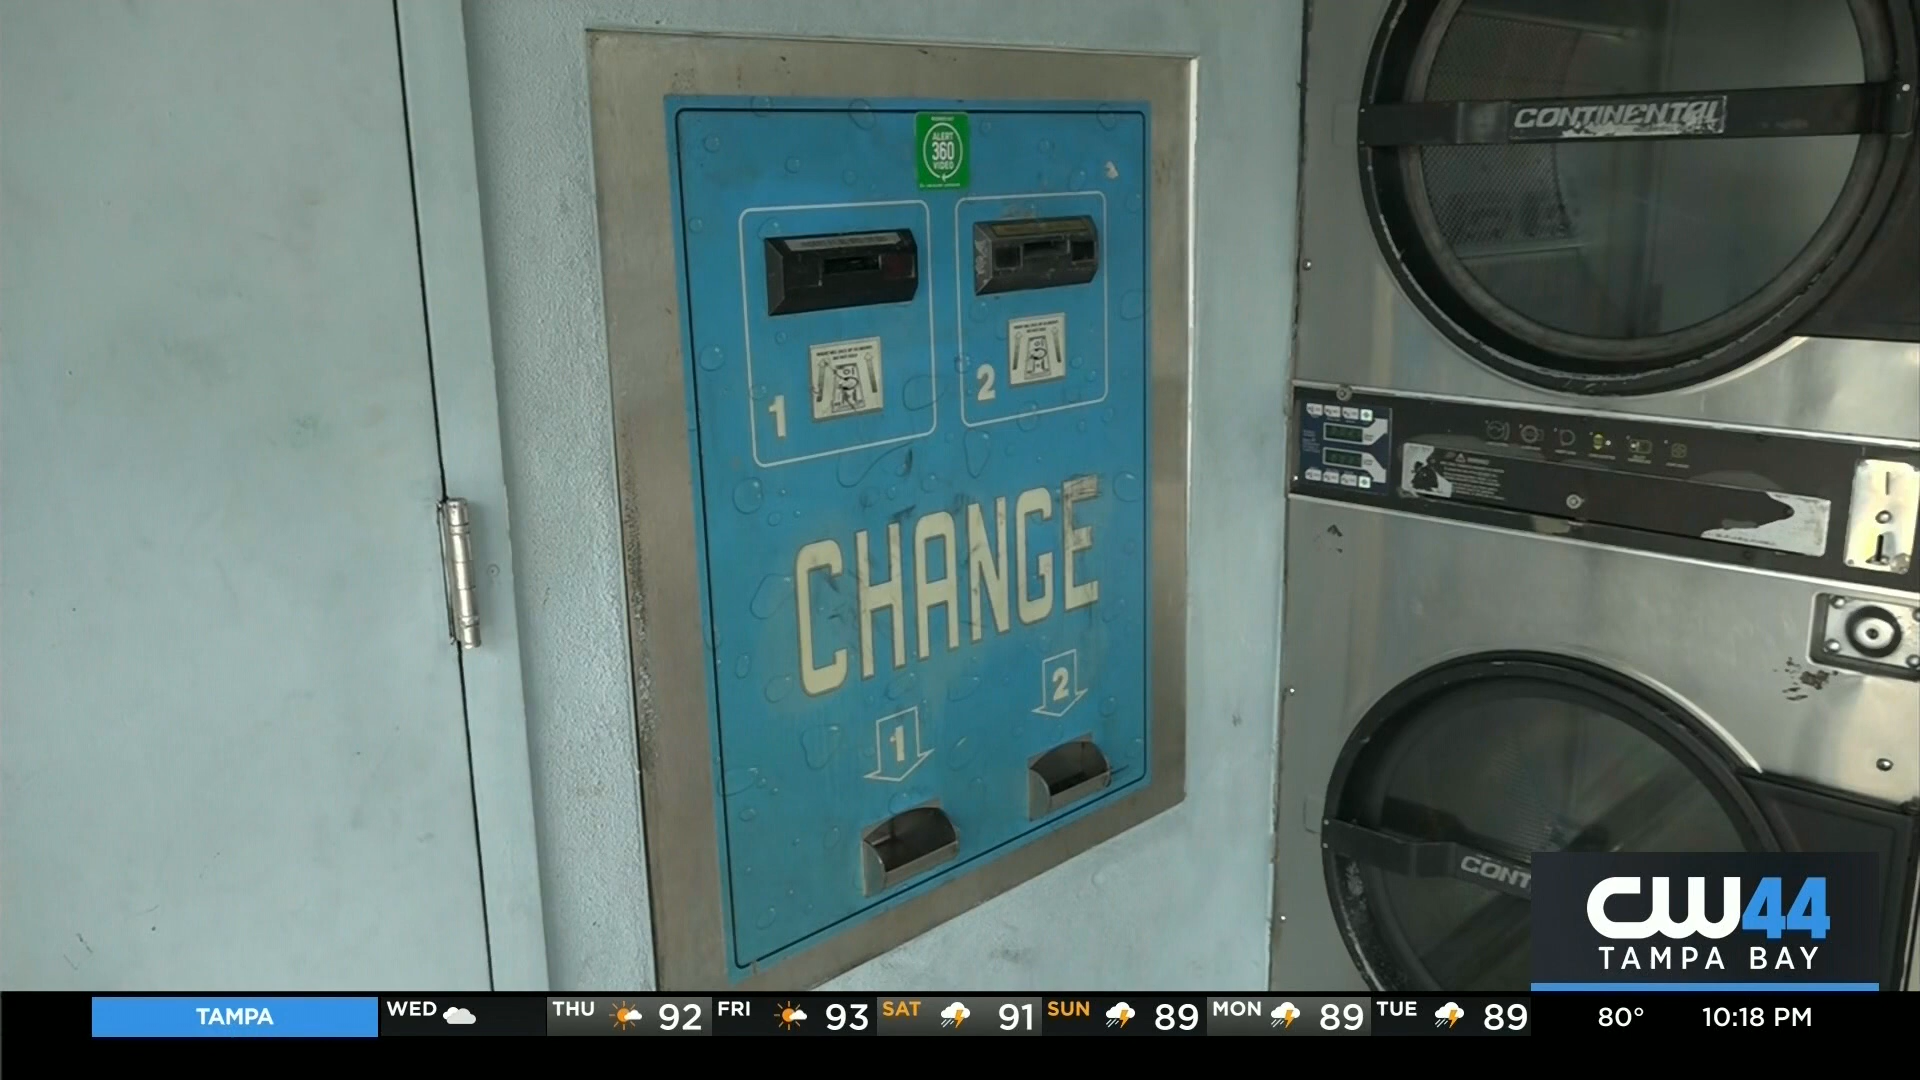 CONTINENTAL
ALERT
360
VIDEO
1
2
CHANGE
1
2
CONT
CW44
TAMPA BAY
TAMPA
WED
THU 92
FRI 93
SAT 91
SUN 89
MON 89
TUE 89
80° 10:18 PM